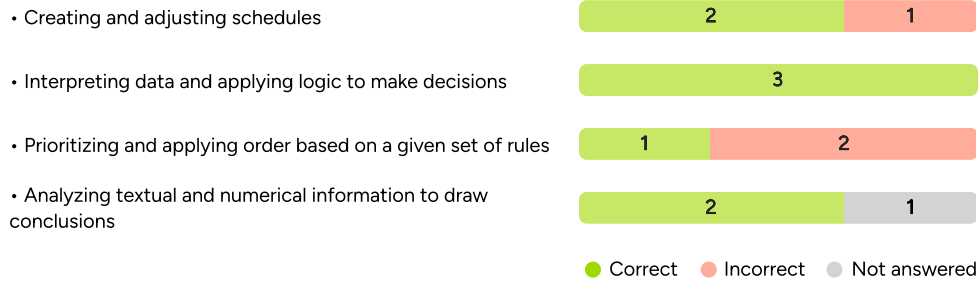 • Creating and adjusting schedules 2 1
• Interpreting data and applying logic to make decisions 3
• Prioritizing and applying order based on a given set of rules 1 2
• Analyzing textual and numerical information to draw
conclusions 2 1
Correct Incorrect Not answered